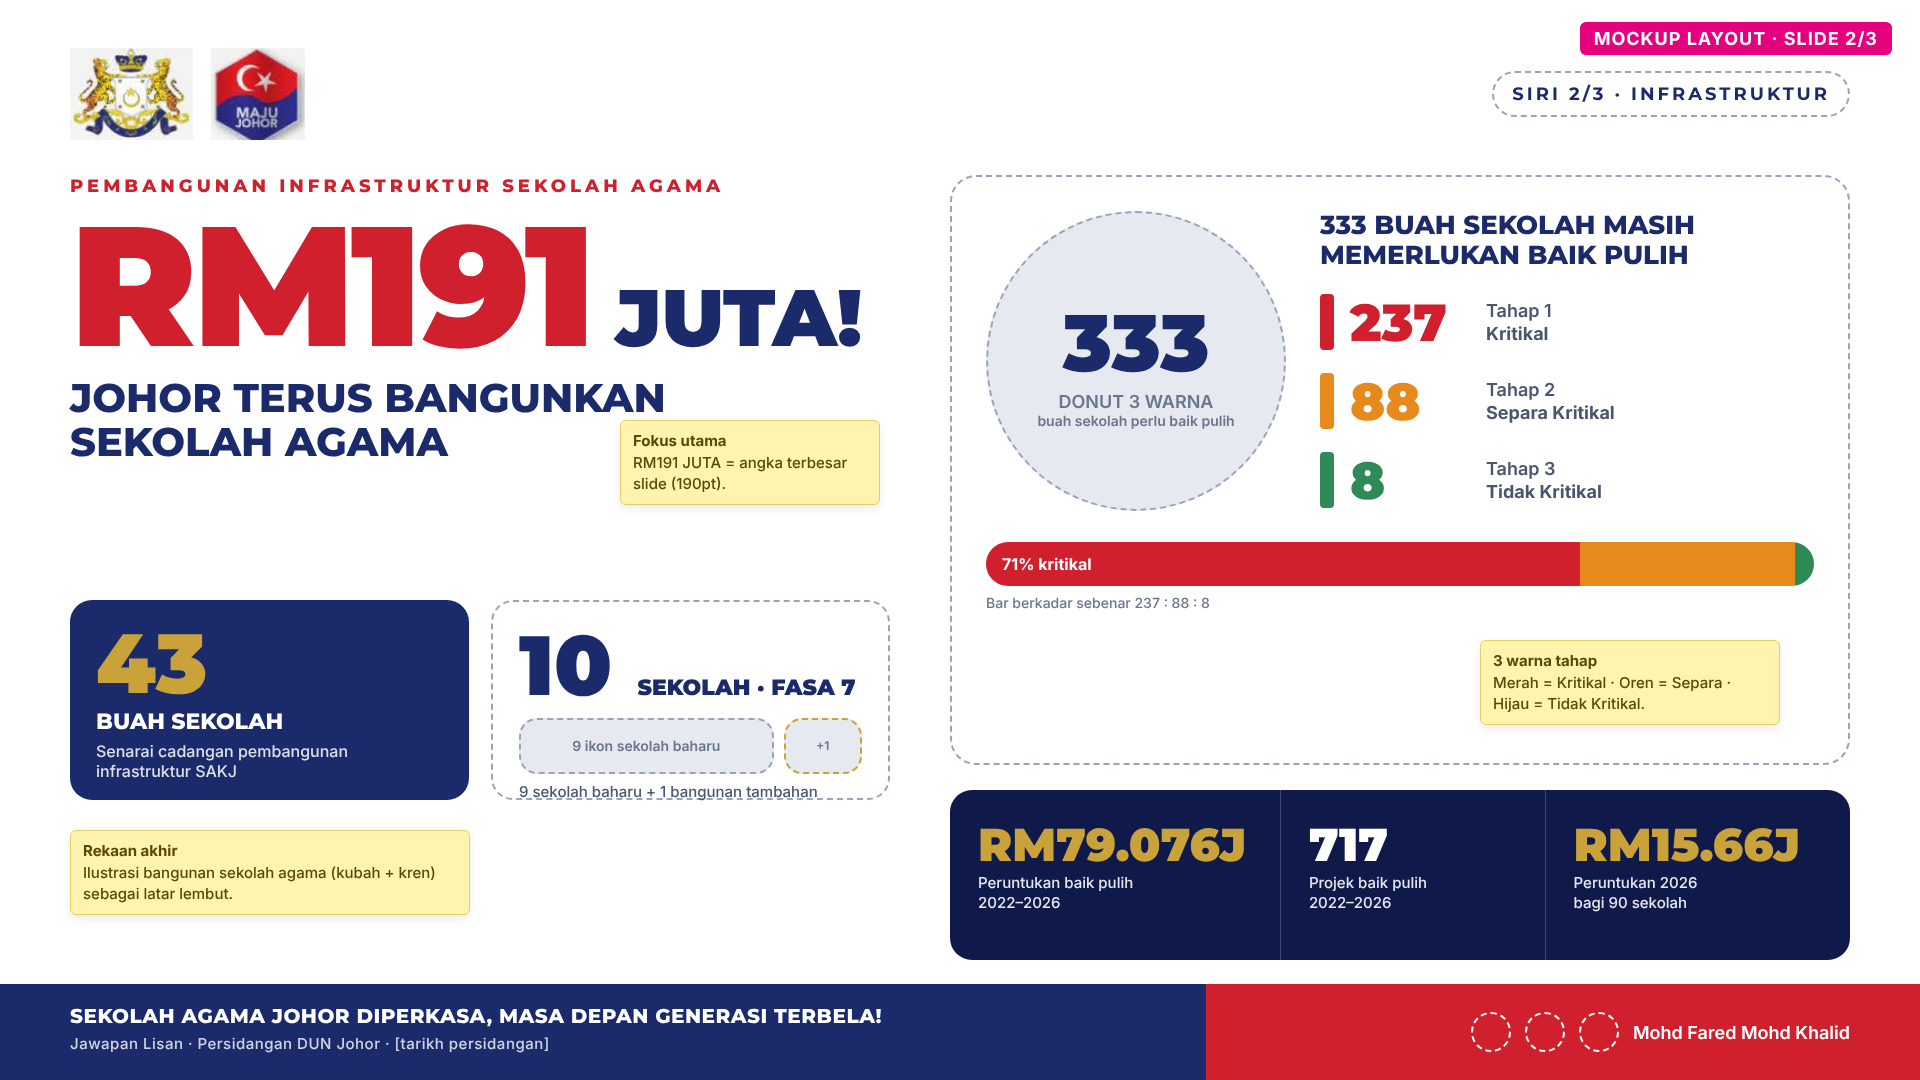 MOCKUP LAYOUT · SLIDE 2/3
SIRI 2/3 · INFRASTRUKTUR
MAJU
JOHOR
PEMBANGUNAN INFRASTRUKTUR SEKOLAH AGAMA
RM191 JUTA!
JOHOR TERUS BANGUNKAN
SEKOLAH AGAMA
Fokus utama
RM191 JUTA = angka terbesar
slide (190pt).
43
BUAH SEKOLAH
Senarai cadangan pembangunan
infrastruktur SAKJ
10 SEKOLAH · FASA 7
9 ikon sekolah baharu
+1
9 sekolah baharu + 1 bangunan tambahan
Rekaan akhir
Ilustrasi bangunan sekolah agama (kubah + kren)
sebagai latar lembut.
333
DONUT 3 WARNA
buah sekolah perlu baik pulih
333 BUAH SEKOLAH MASIH
MEMERLUKAN BAIK PULIH
237
Tahap 1
Kritikal
88
Tahap 2
Separa Kritikal
8
Tahap 3
Tidak Kritikal
71% kritikal
Bar berkadar sebenar 237 : 88 : 8
3 warna tahap
Merah = Kritikal · Oren = Separa ·
Hijau = Tidak Kritikal.
RM79.076J
Peruntukan baik pulih
2022–2026
717
Projek baik pulih
2022–2026
RM15.66J
Peruntukan 2026
bagi 90 sekolah
SEKOLAH AGAMA JOHOR DIPERKASA, MASA DEPAN GENERASI TERBELA!
Jawapan Lisan · Persidangan DUN Johor · [tarikh persidangan]
Mohd Fared Mohd Khalid